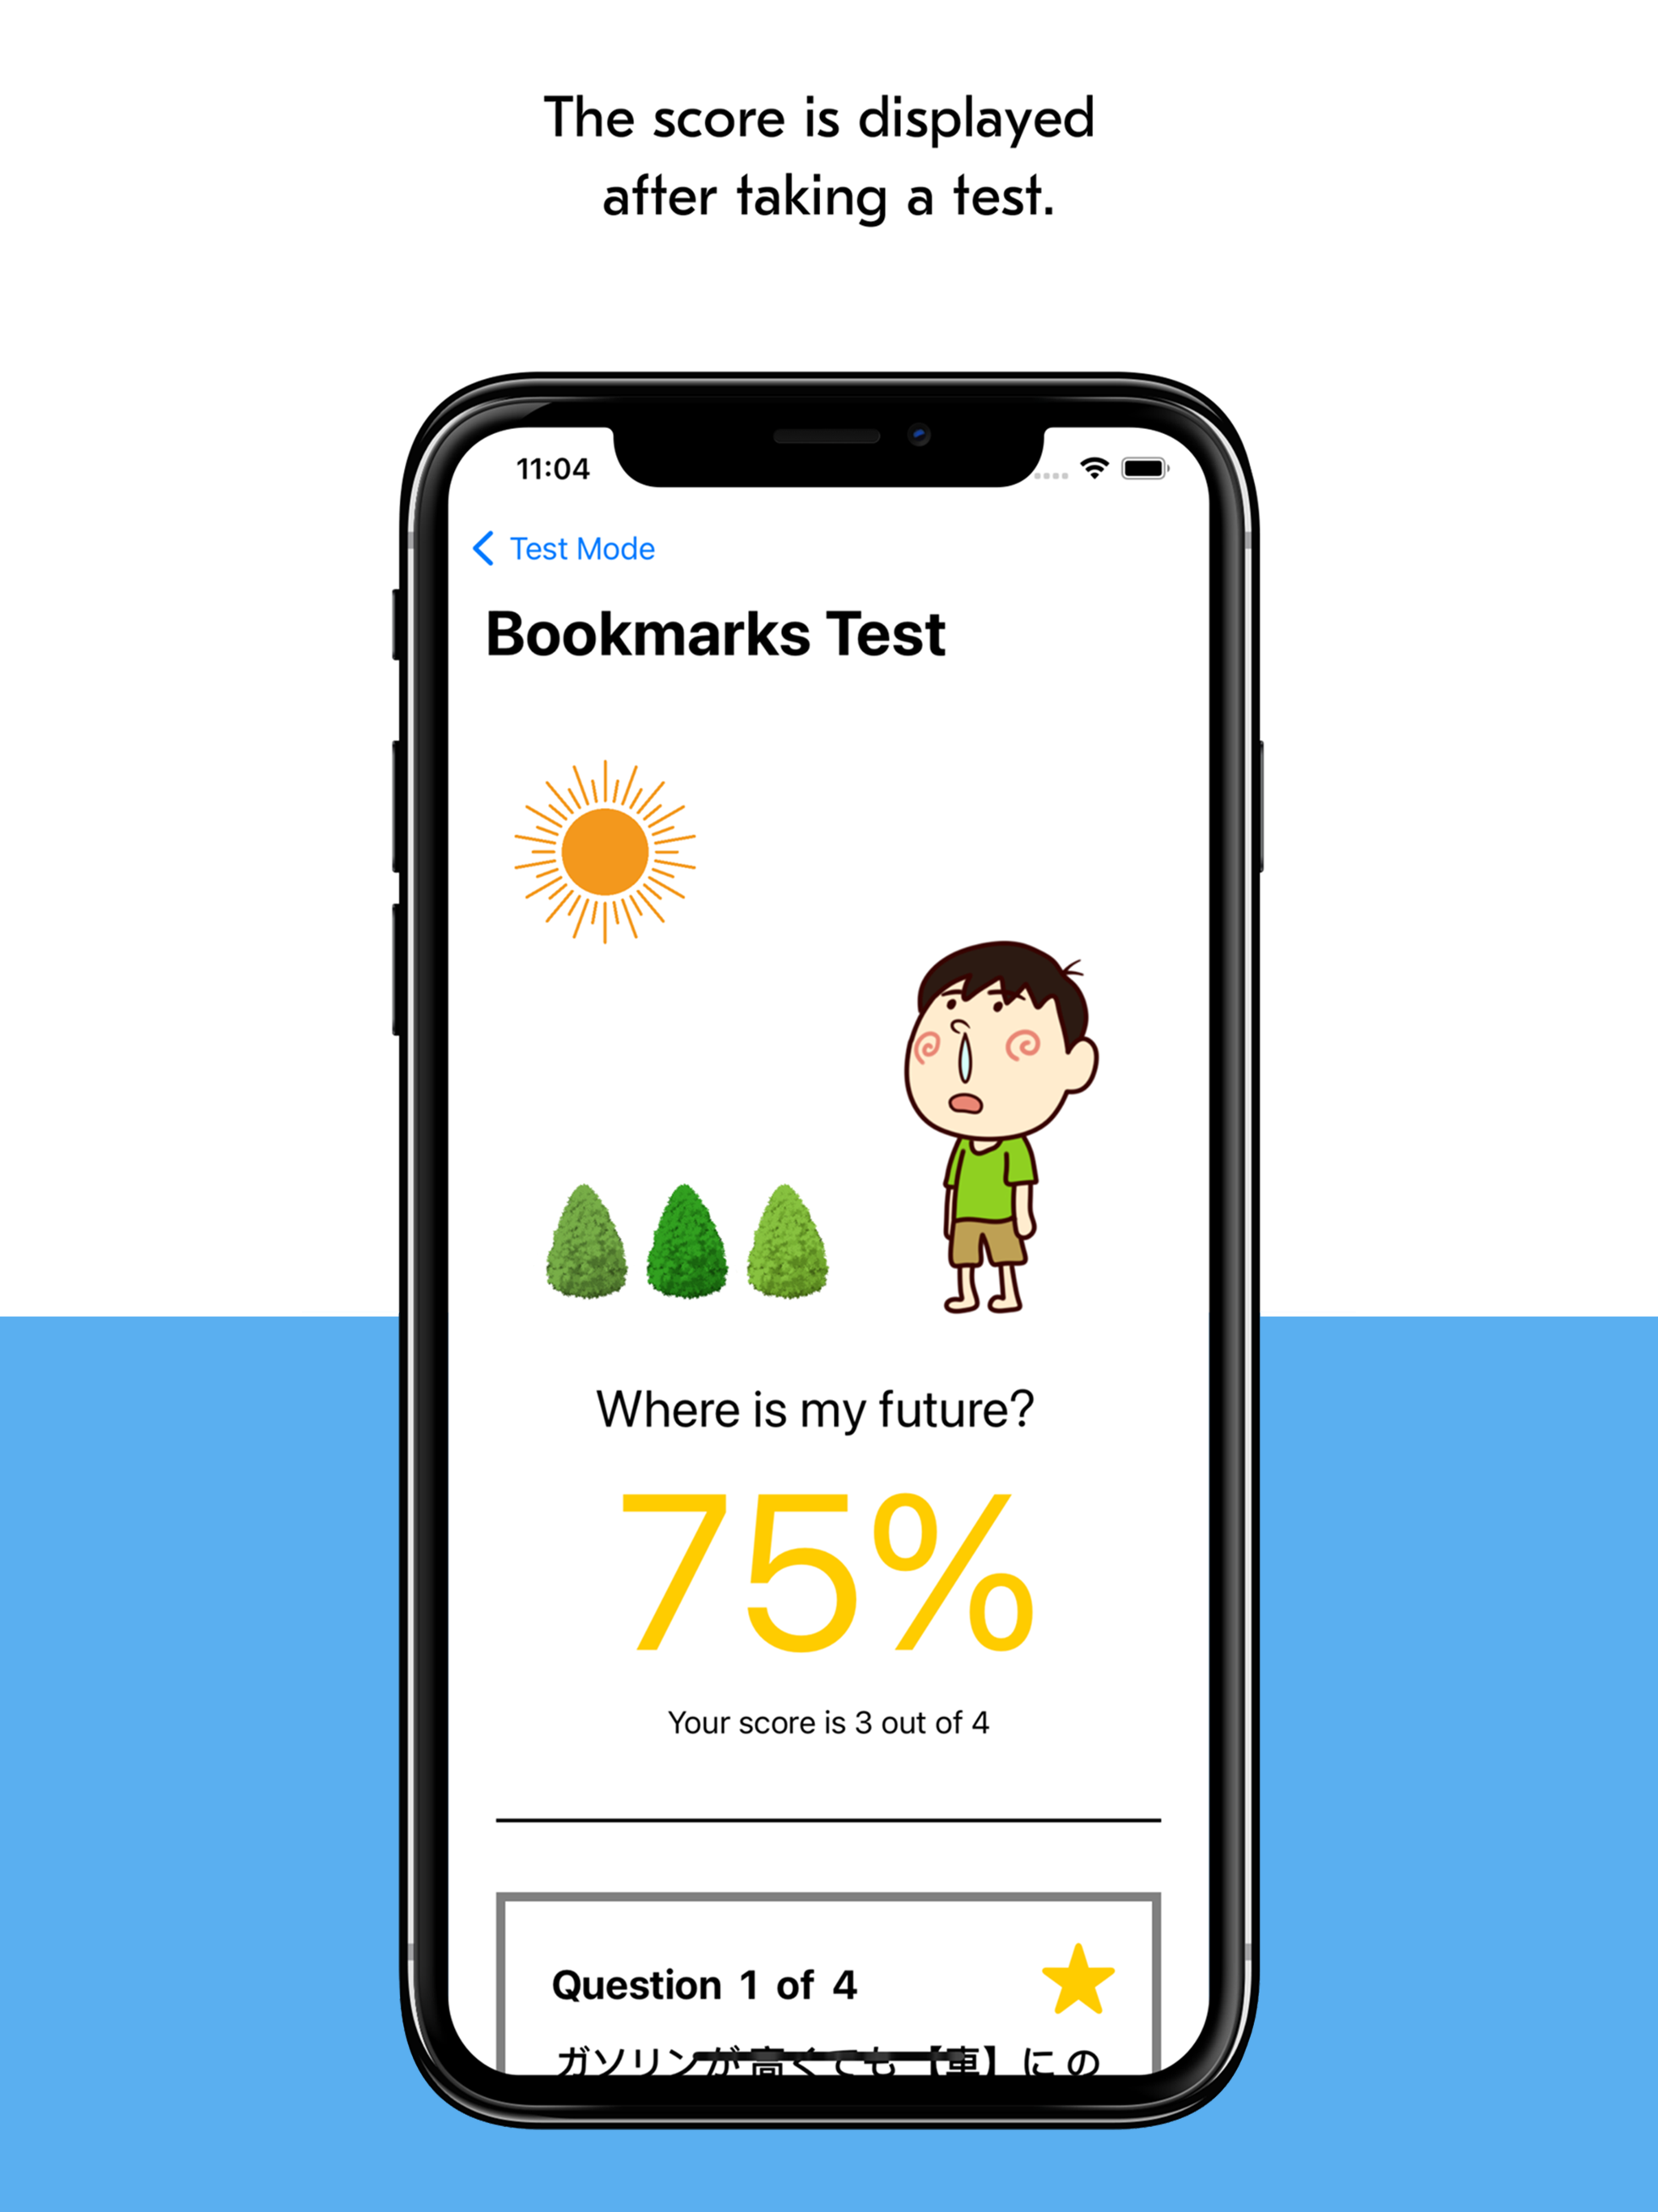 The score is displayed
after taking a test.
11:04
Test Mode
Bookmarks Test
Where is my future?
75%
Your score is 3 out of 4
Question 1 of 4
ガソリンが高くても【車】にの